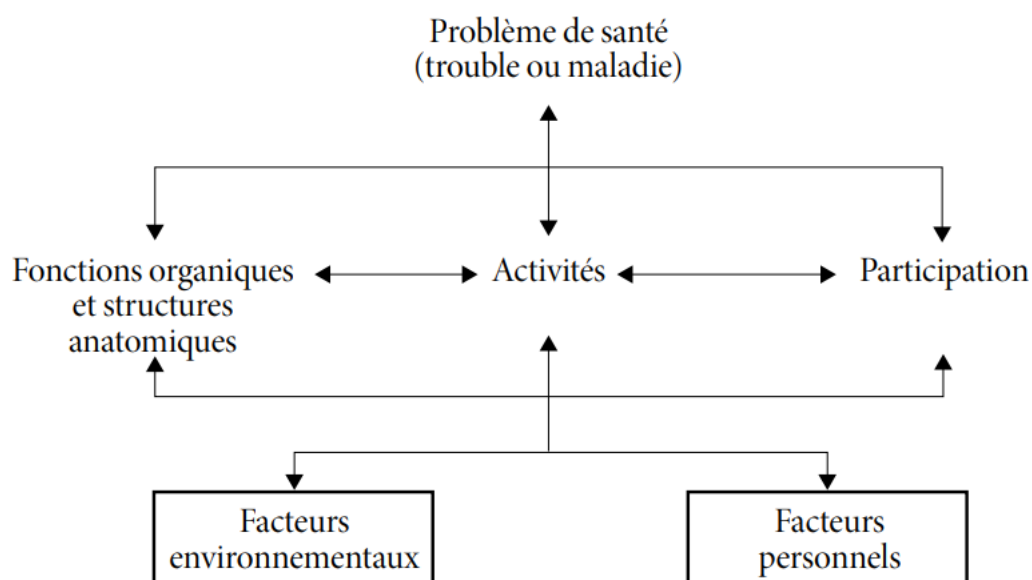 Problème de santé
(trouble ou maladie)
Fonctions organiques
et structures
anatomiques
Activités
Participation
Facteurs
environnementaux
Facteurs
personnels